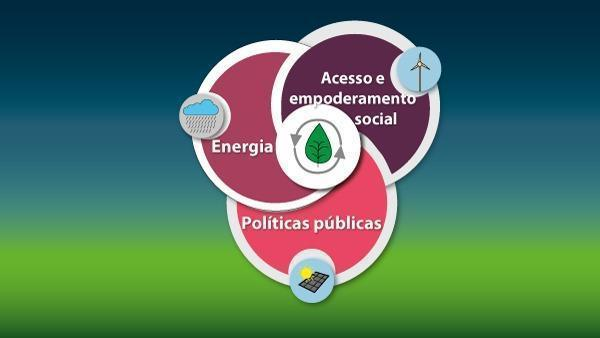 Acesso e
empoderamento
social
Energia
Políticas públicas